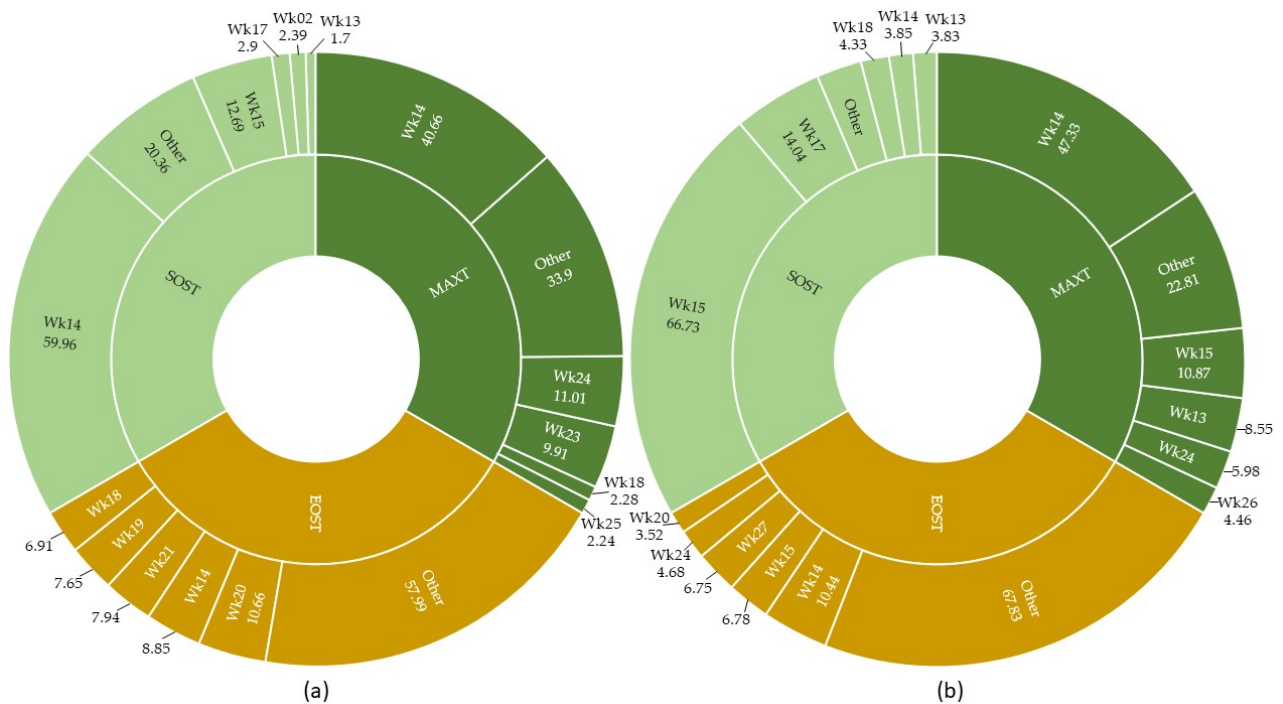 Wk17
2.9
Wk02
2.39
Wk13
1.7
Wk15
12.69
Other
20.36
Wk14
59.96
SOST
MAXT
EOST
Wk14
40.66
Other
33.9
Wk24
11.01
Wk23
9.91
Wk18
2.28
Wk25
2.24
Other
57.99
Wk20
10.66
Wk14
8.85
Wk21
7.94
Wk19
7.65
Wk18
6.91
(a)
Wk18
4.33
Wk14
3.85
Wk13
3.83
Other
Wk17
14.04
Wk15
66.73
SOST
MAXT
EOST
Wk14
47.33
Other
22.81
Wk15
10.87
Wk13
8.55
Wk24
5.98
Wk26
4.46
Other
67.83
Wk14
10.44
Wk15
6.78
Wk27
6.75
Wk24
4.68
Wk20
3.52
(b)